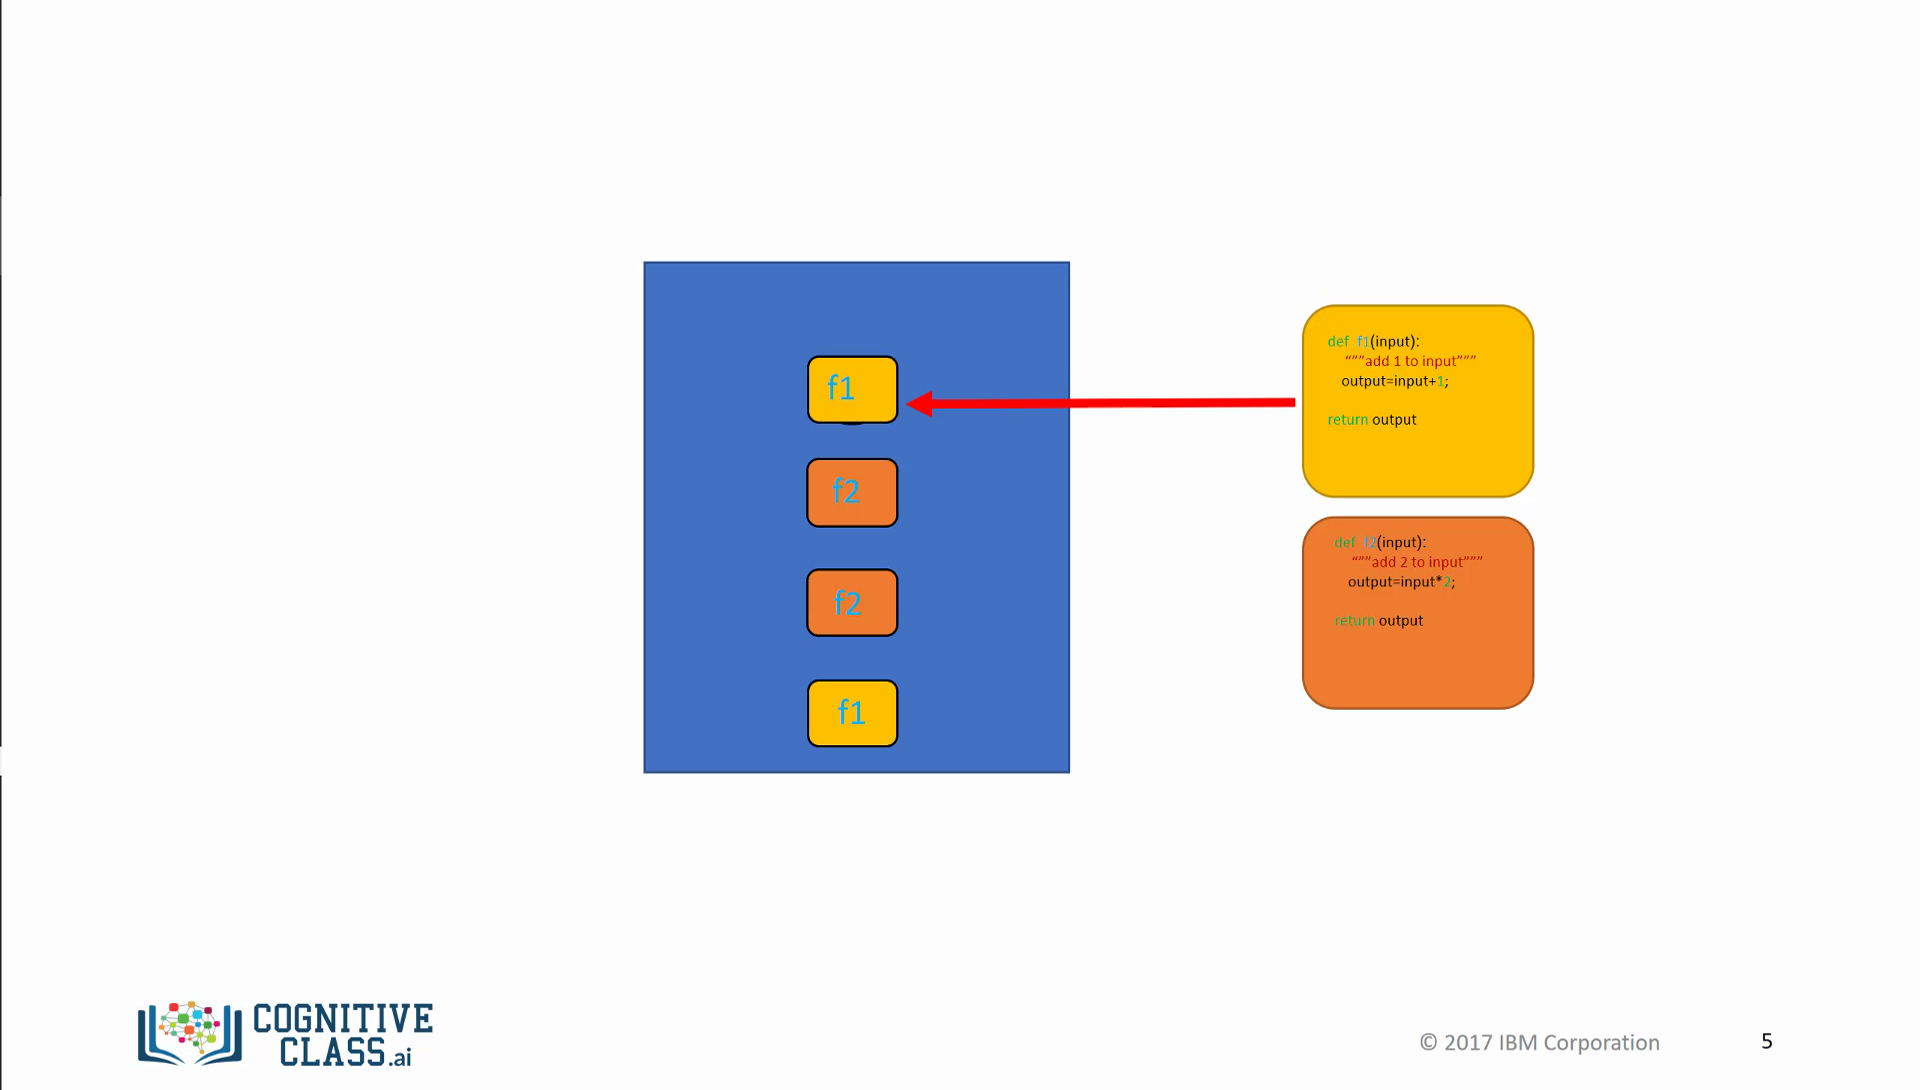 f1
f2
f2
f1
def f1(input):
“””add 1 to input”””
output=input+1;
return output
def f2(input):
“””add 2 to input”””
output=input*2;
return output
COGNITIVE
CLASS.ai
© 2017 IBM Corporation
5